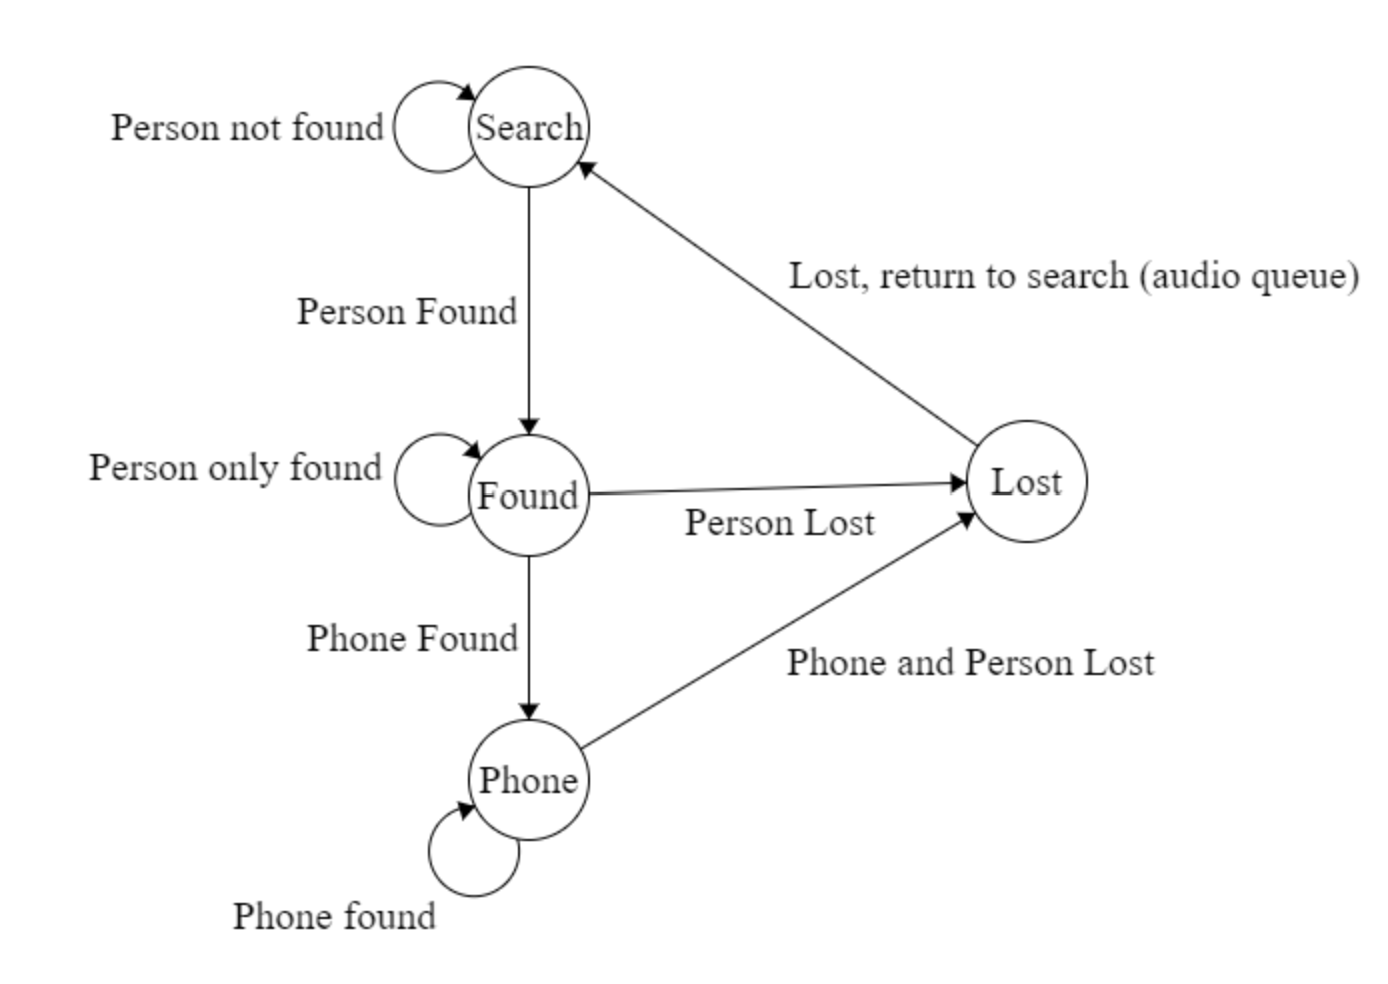 Person not found
Search
Lost, return to search (audio queue)
Person Found
Person only found
Found
Person Lost
Lost
Phone Found
Phone and Person Lost
Phone
Phone found